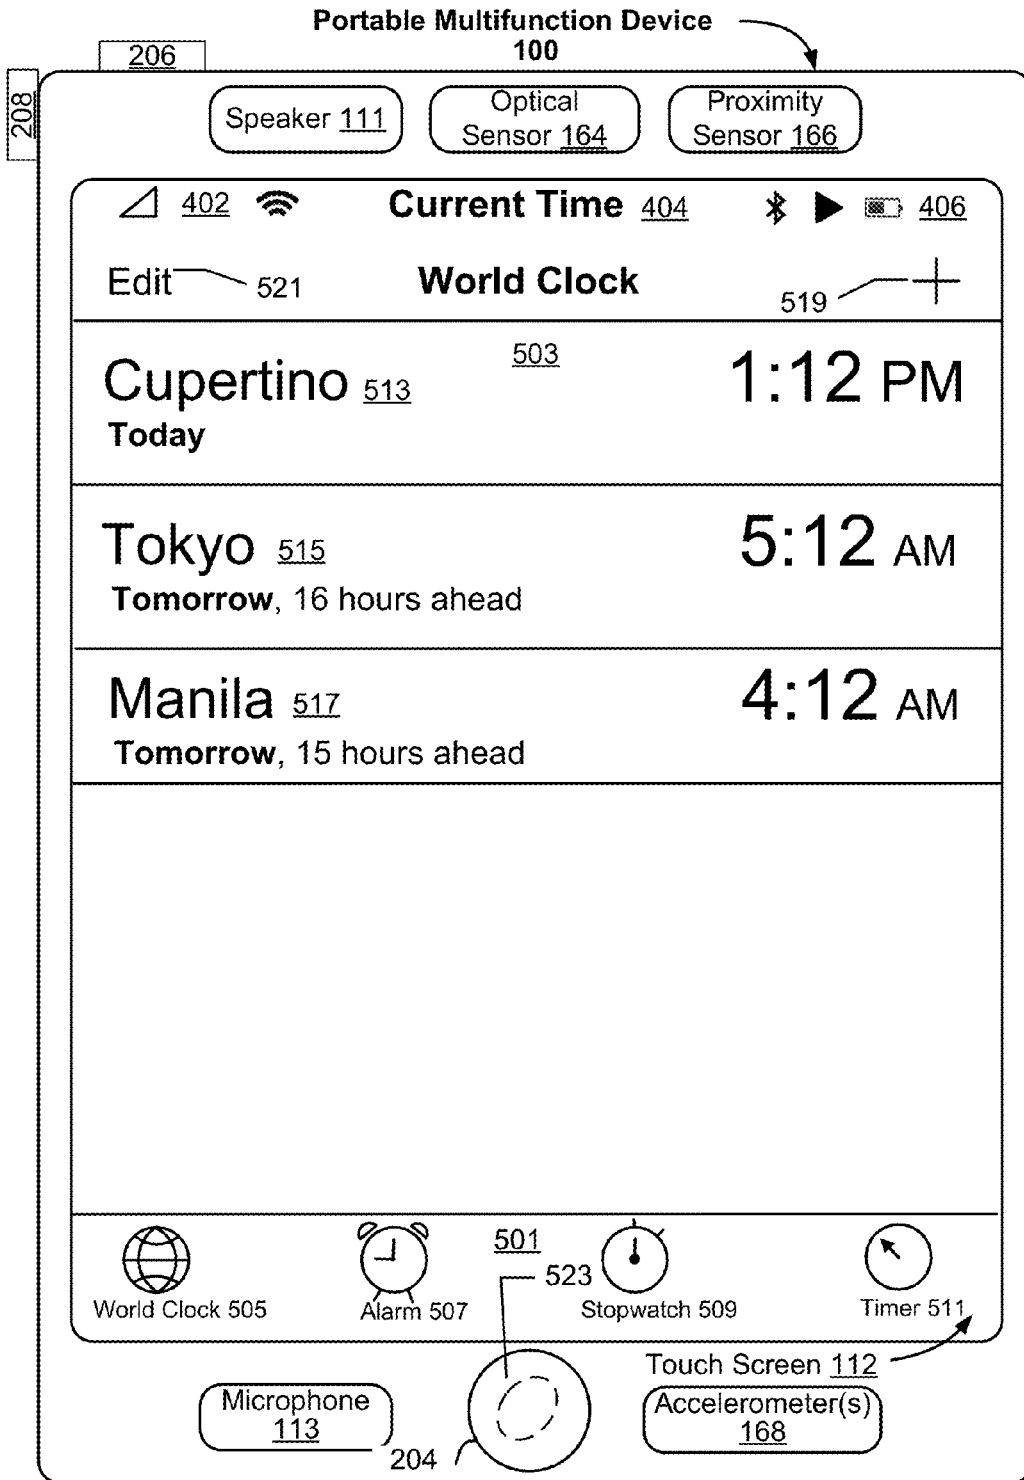 Portable Multifunction Device
100
206
208
Speaker 111
Optical
Sensor 164
Proximity
Sensor 166
402 Current Time 404 406
Edit 521 World Clock 519
503
Cupertino 513 1:12 PM
Today
Tokyo 515 5:12 AM
Tomorrow, 16 hours ahead
Manila 517 4:12 AM
Tomorrow, 15 hours ahead
501
523
World Clock 505 Alarm 507 Stopwatch 509 Timer 511
Touch Screen 112
Microphone
113
204
Accelerometer(s)
168